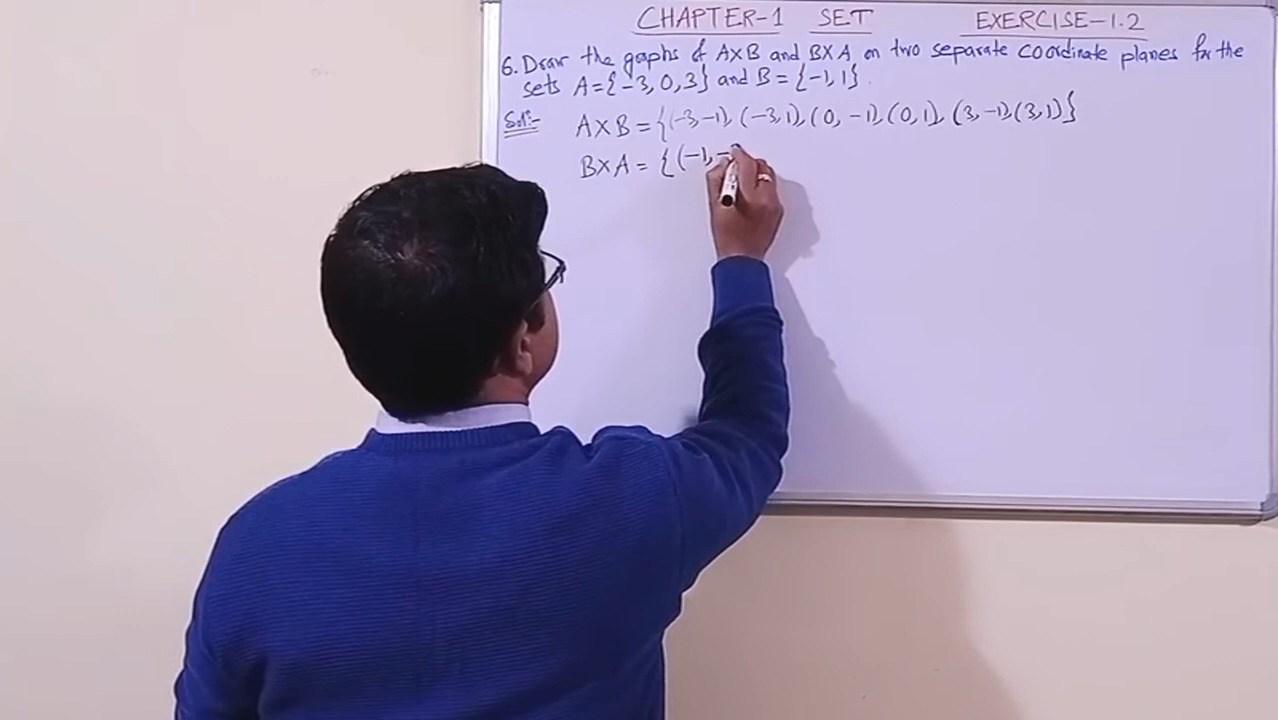 CHAPTER-1 SET EXERCISE-1.2
6. Draw the graphs of A×B and B×A on two separate coordinate planes for the
sets A={-3,0,3} and B={-1,1}.
Sol:- A×B={(-3,-1),(-3,1),(0,-1),(0,1),(3,-1),(3,1)}
B×A={(-1,-